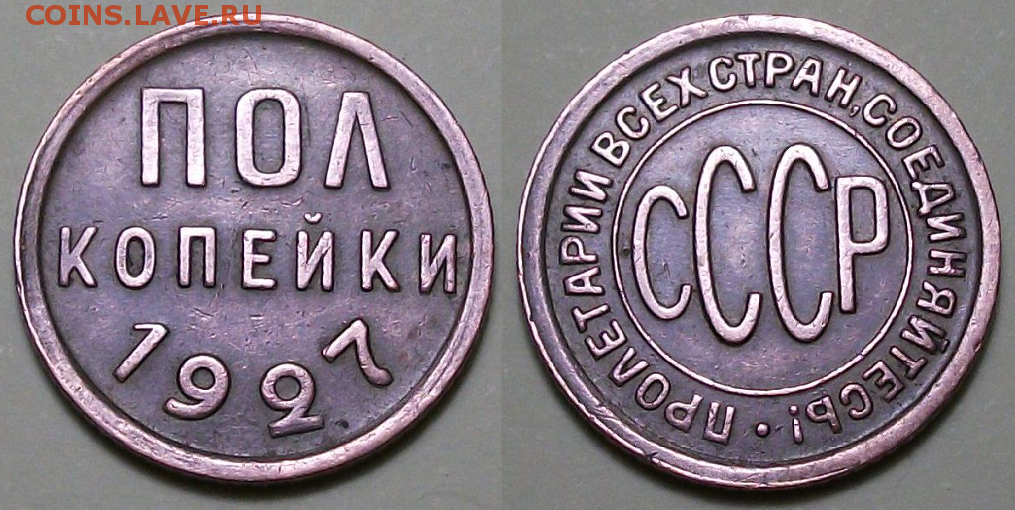 COINS.LAVE.RU
ПОЛ
КОПЕЙКИ
1927
ПРОЛЕТАРИИ ВСЕХ СТРАН, СОЕДИНЯЙТЕСЬ! •
СССР